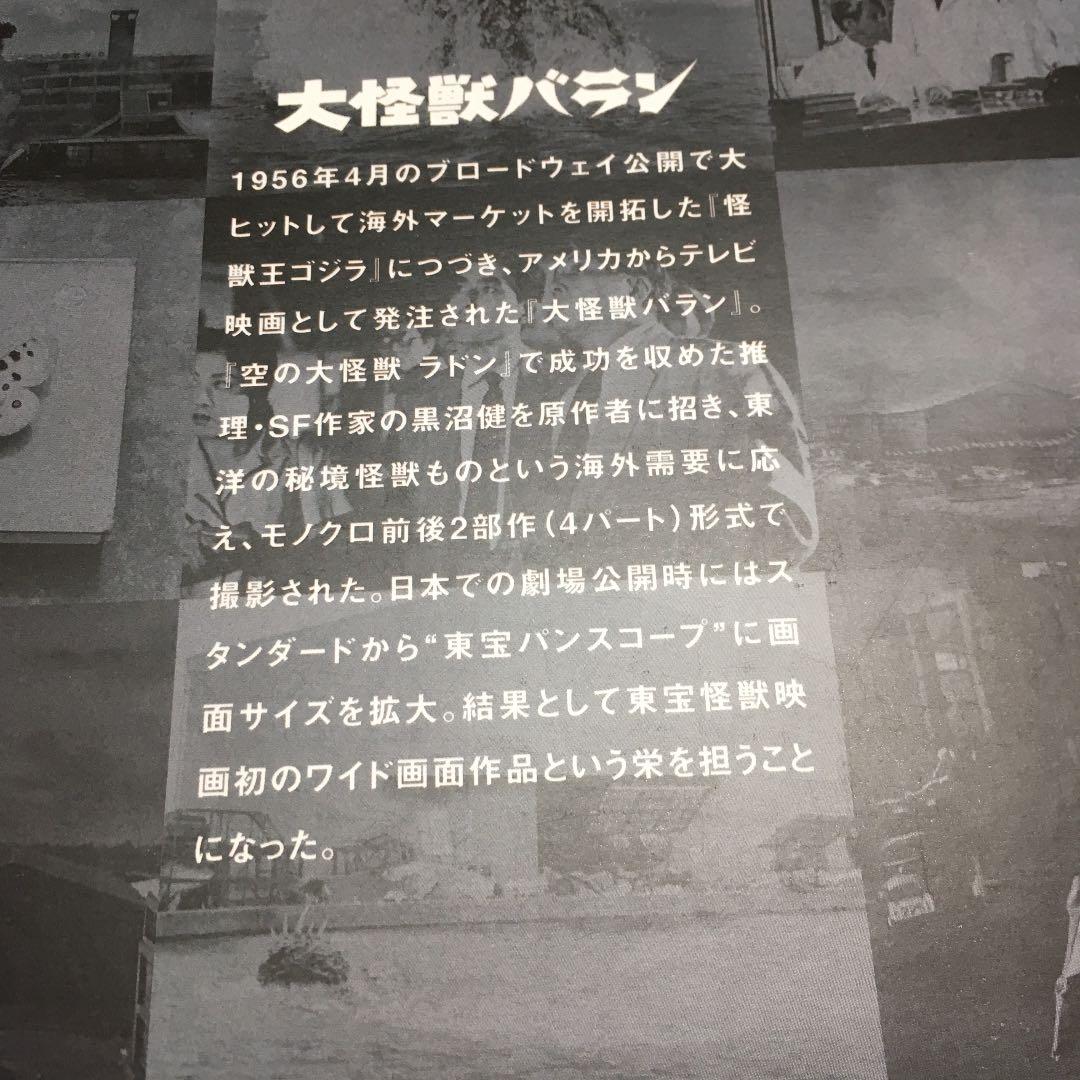 大怪獣バラン
1956年4月のブロードウェイ公開で大
ヒットして海外マーケットを開拓した『怪
獣王ゴジラ』につづき、アメリカからテレビ
映画として発注された『大怪獣バラン』。
『空の大怪獣 ラドン』で成功を収めた推
理・SF作家の黒沼健を原作者に招き、東
洋の秘境怪獣ものという海外需要に応
え、モノクロ前後2部作(4パート)形式で
撮影された。日本での劇場公開時にはス
タンダードから“東宝パンスコープ”に画
面サイズを拡大。結果として東宝怪獣映
画初のワイド画面作品という栄を担うこと
になった。